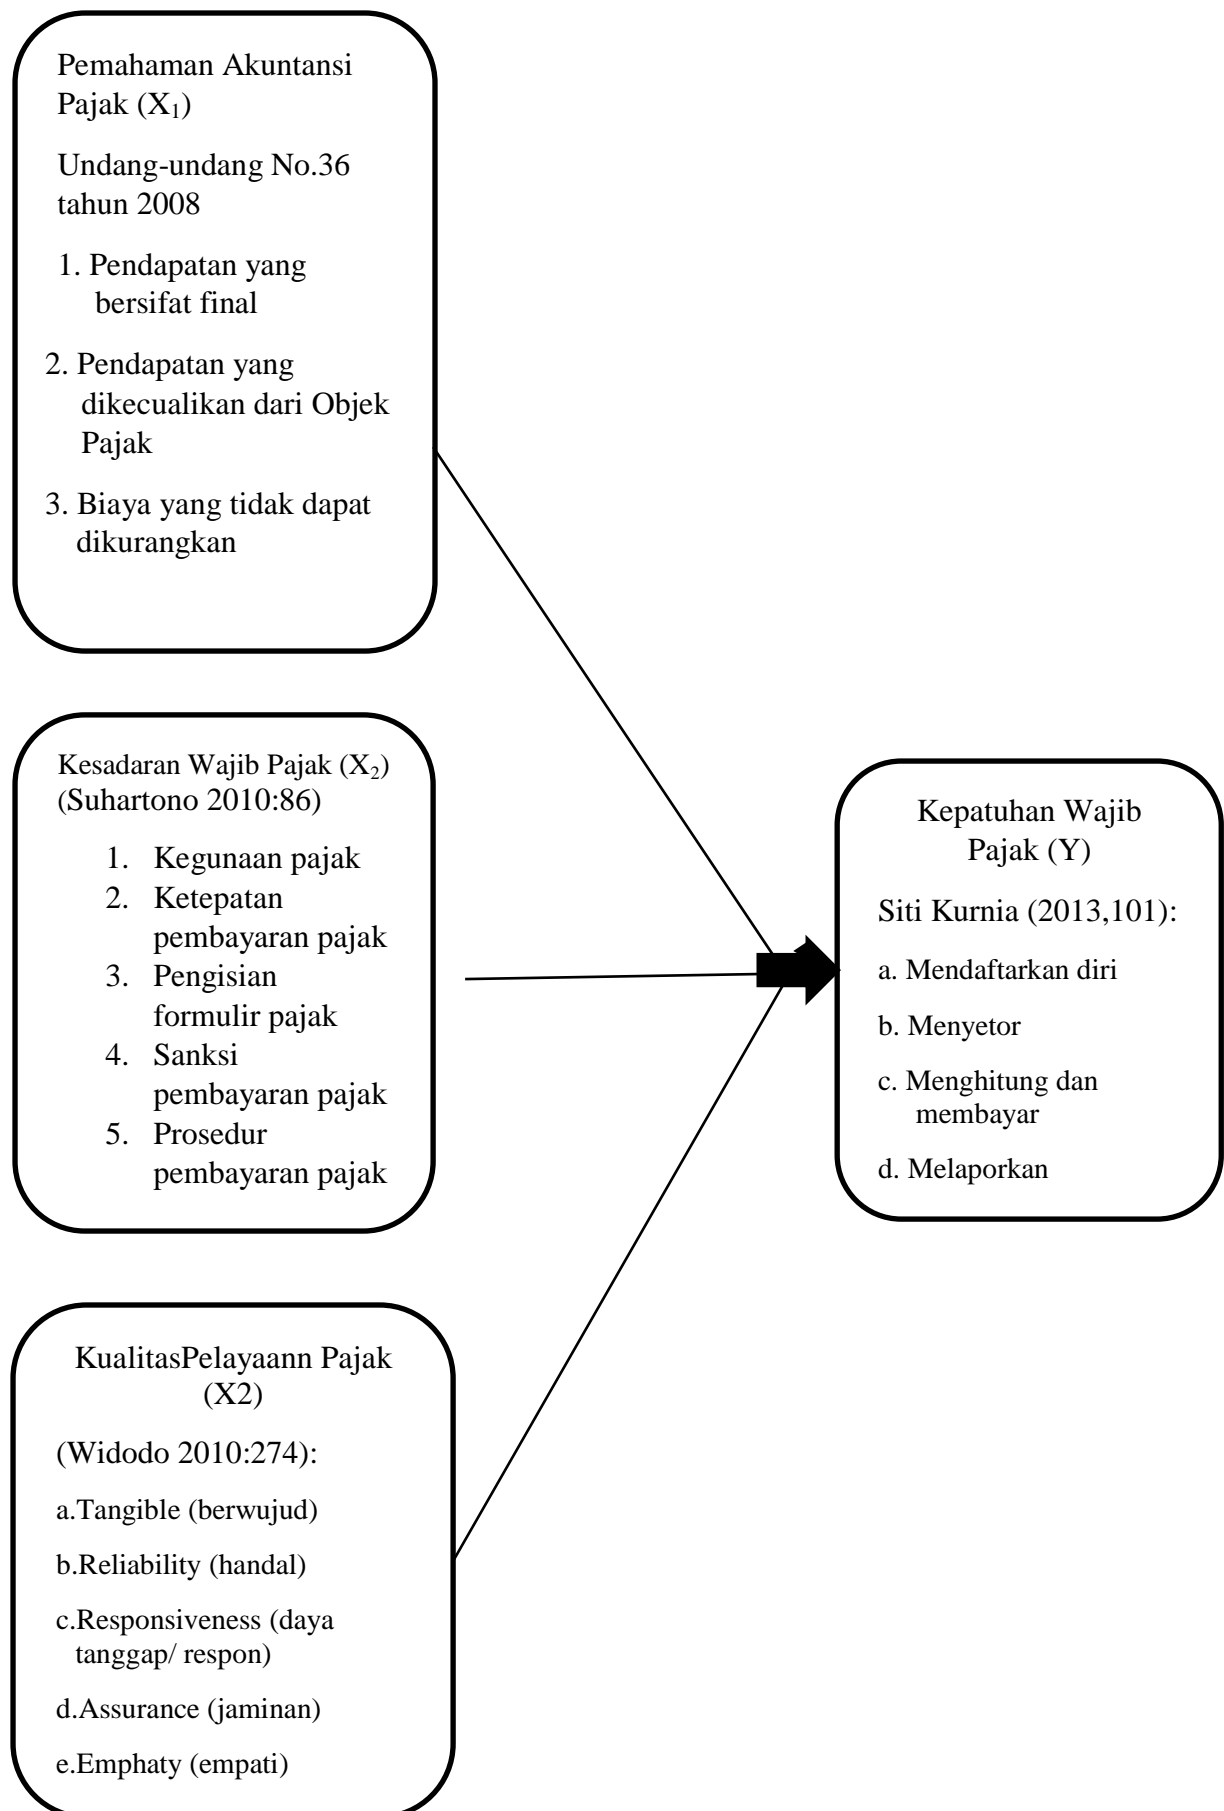 Pemahaman Akuntansi
Pajak (X₁)
Undang-undang No.36
tahun 2008
1. Pendapatan yang
bersifat final
2. Pendapatan yang
dikecualikan dari Objek
Pajak
3. Biaya yang tidak dapat
dikurangkan
Kesadaran Wajib Pajak (X₂)
(Suhartono 2010:86)
1. Kegunaan pajak
2. Ketepatan
pembayaran pajak
3. Pengisian
formulir pajak
4. Sanksi
pembayaran pajak
5. Prosedur
pembayaran pajak
KualitasPelayaann Pajak
(X2)
(Widodo 2010:274):
a.Tangible (berwujud)
b.Reliability (handal)
c.Responsiveness (daya
tanggap/ respon)
d.Assurance (jaminan)
e.Emphaty (empati)
Kepatuhan Wajib
Pajak (Y)
Siti Kurnia (2013,101):
a. Mendaftarkan diri
b. Menyetor
c. Menghitung dan
membayar
d. Melaporkan